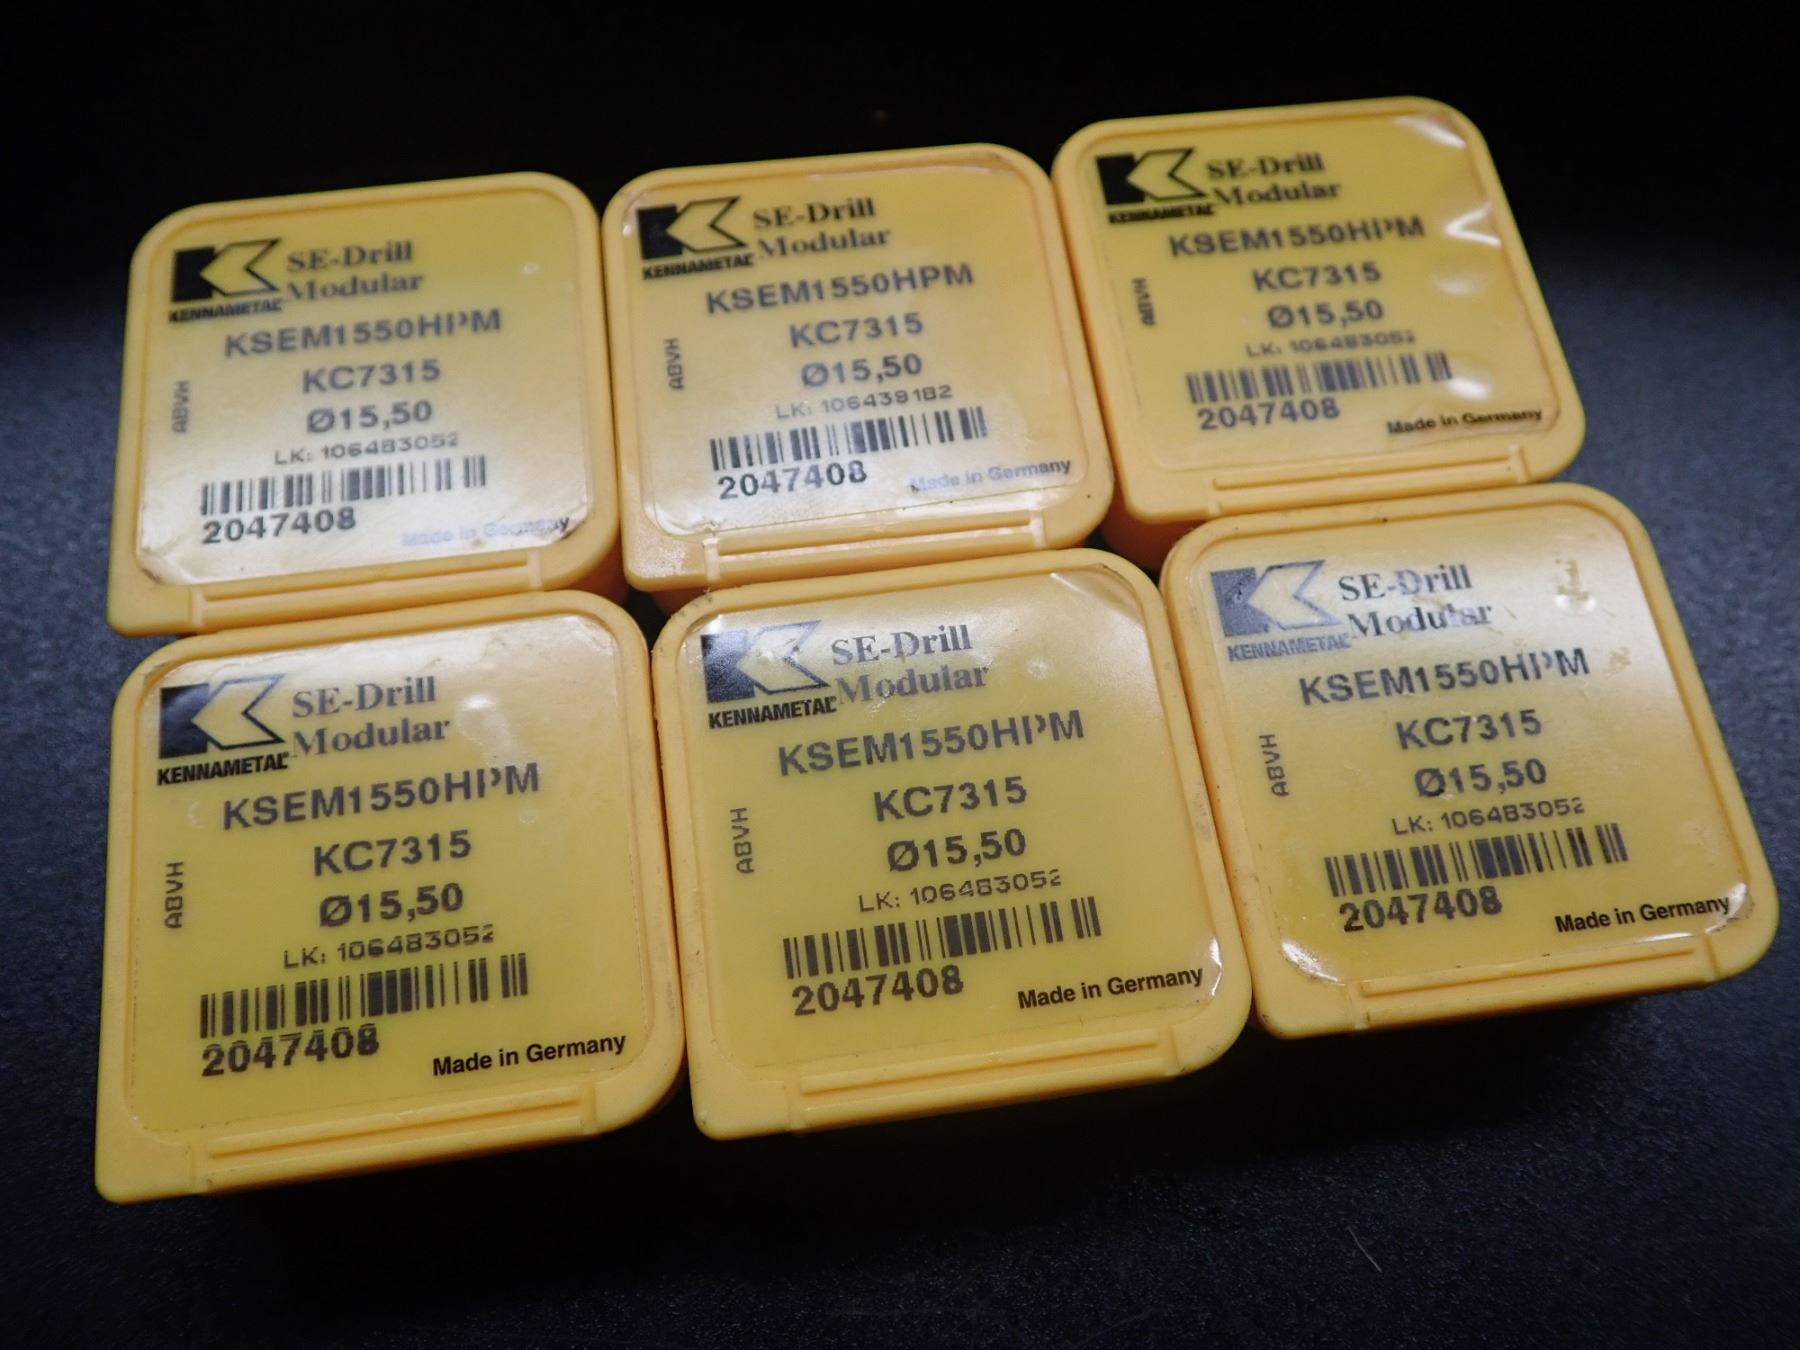 SE-Drill
Modular
KENNAMETAL
KSEM1550HPM
KC7315
Ø15,50
ABVH
LK: 106483052
2047408
Made in Germany
SE-Drill
Modular
KENNAMETAL
KSEM1550HPM
KC7315
Ø15,50
ABVH
LK: 106439182
2047408
Made in Germany
SE-Drill
Modular
KENNAMETAL
KSEM1550HPM
KC7315
Ø15,50
ABVH
LK: 106483052
2047408
Made in Germany
SE-Drill
Modular
KENNAMETAL
KSEM1550HPM
KC7315
Ø15,50
ABVH
LK: 106483052
2047408
Made in Germany
SE-Drill
Modular
KENNAMETAL
KSEM1550HPM
KC7315
Ø15,50
ABVH
LK: 106483052
2047408
Made in Germany
SE-Drill
Modular
KENNAMETAL
KSEM1550HPM
KC7315
Ø15,50
ABVH
LK: 106483052
2047408
Made in Germany